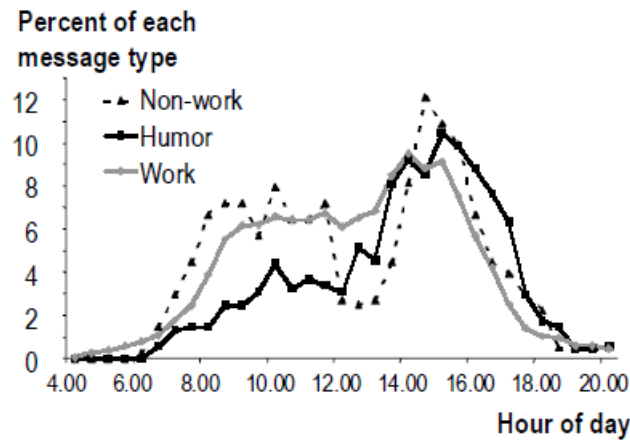 Percent of each
message type
12
10
8
6
4
2
0
Non-work
Humor
Work
4.00 6.00 8.00 10.00 12.00 14.00 16.00 18.00 20.00
Hour of day